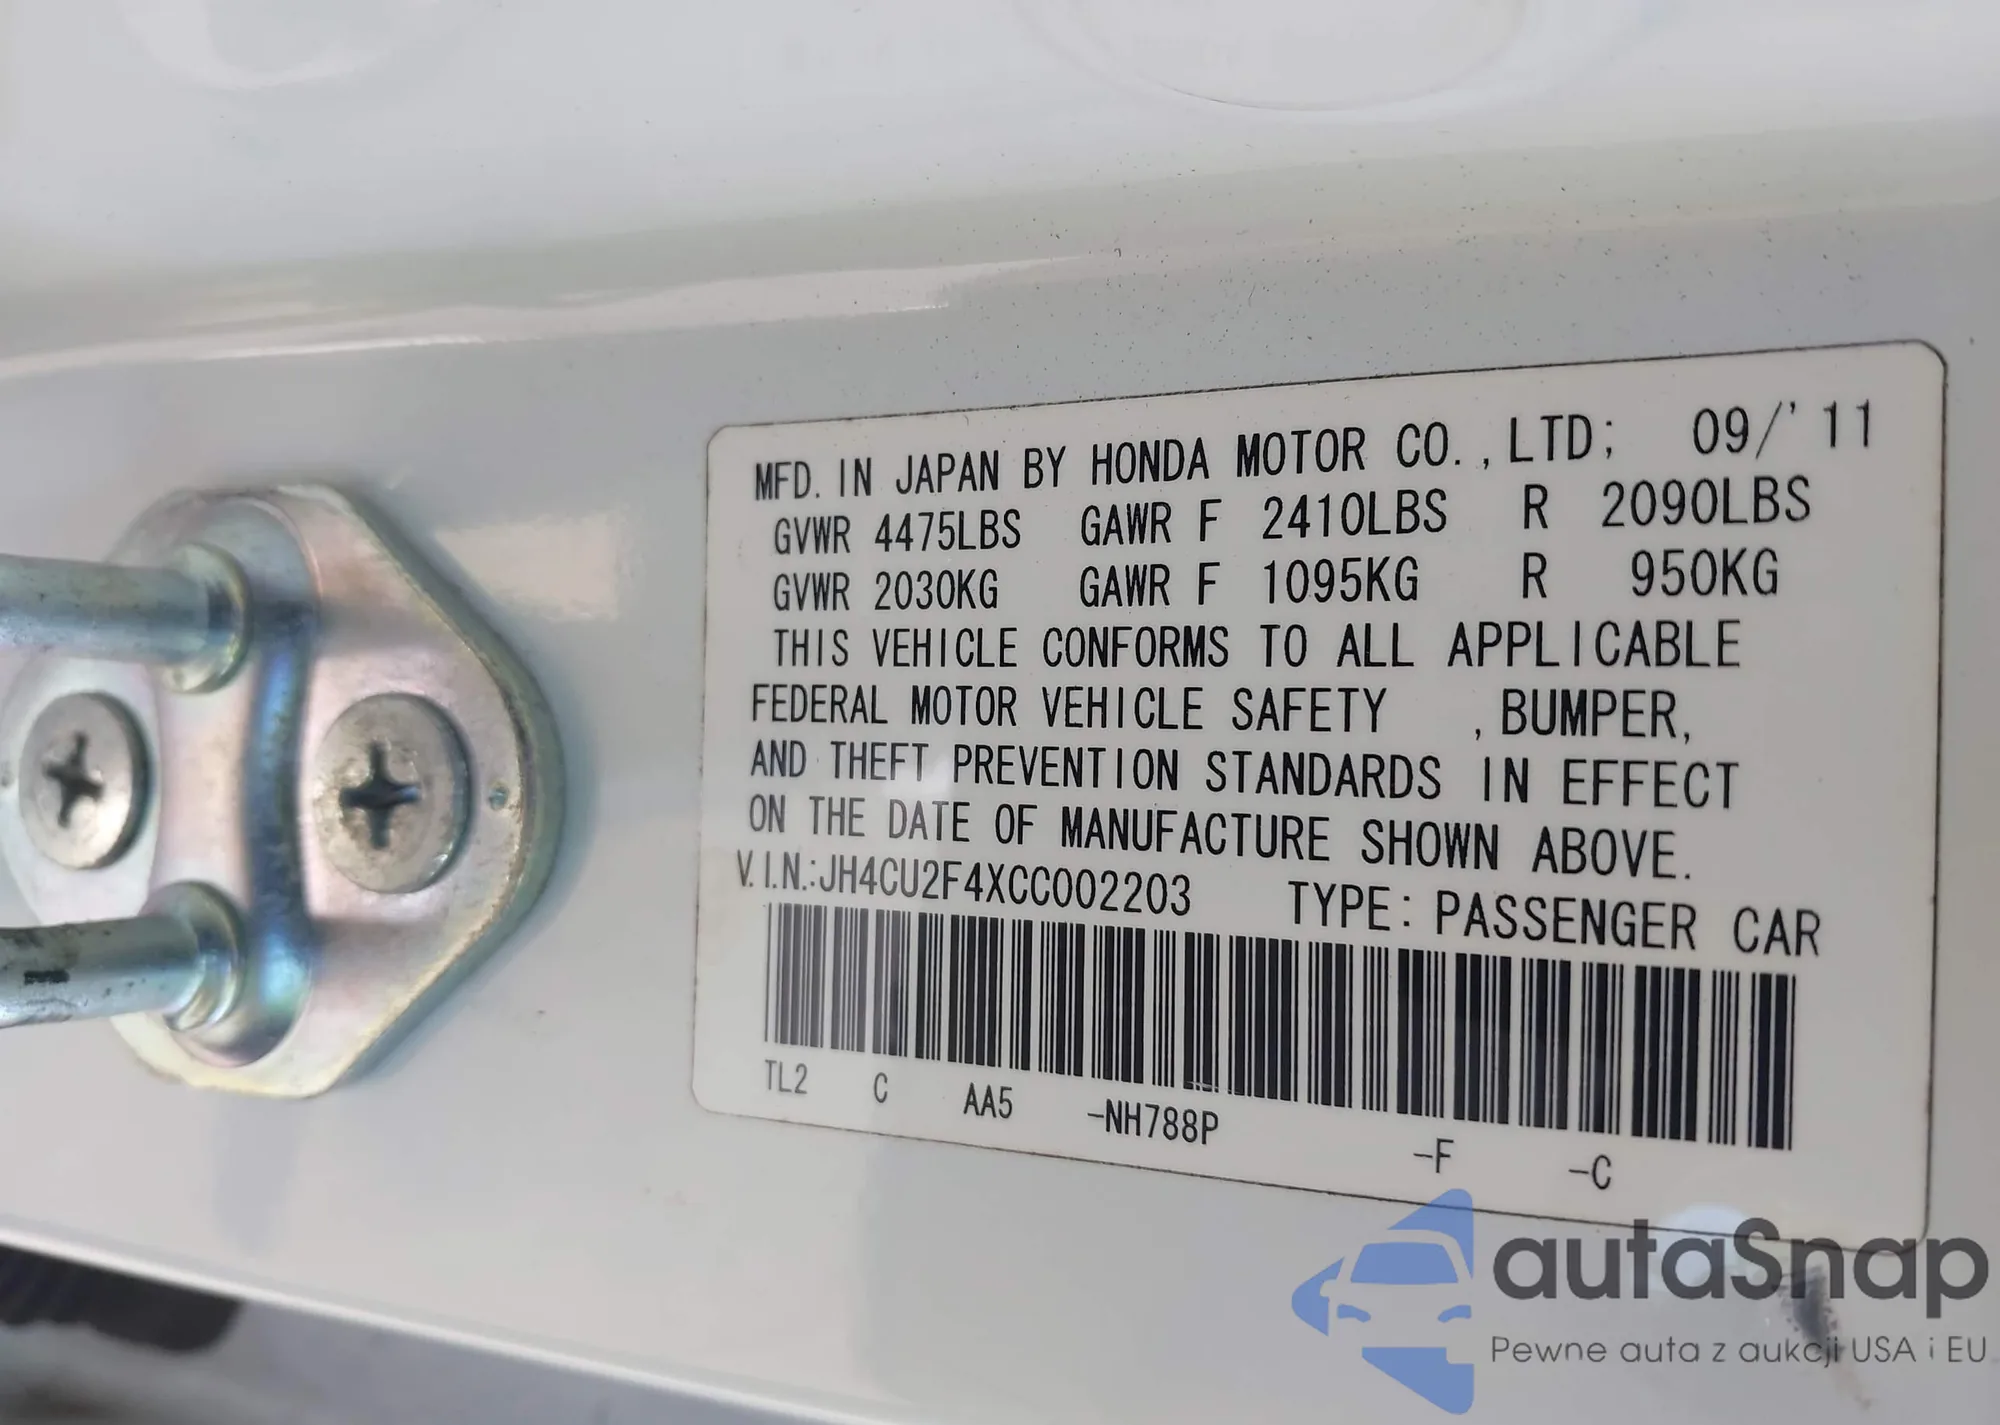 MFD. IN JAPAN BY HONDA MOTOR CO.,LTD; 09/'11
GVWR 4475LBS GAWR F 2410LBS R 2090LBS
GVWR 2030KG GAWR F 1095KG R 950KG
THIS VEHICLE CONFORMS TO ALL APPLICABLE
FEDERAL MOTOR VEHICLE SAFETY ,BUMPER,
AND THEFT PREVENTION STANDARDS IN EFFECT
ON THE DATE OF MANUFACTURE SHOWN ABOVE.
V.I.N.:JH4CU2F4XCC002203 TYPE: PASSENGER CAR
TL2 C AA5 -NH788P -F -C
autaSnap
Pewne auta z aukcji USA i EU